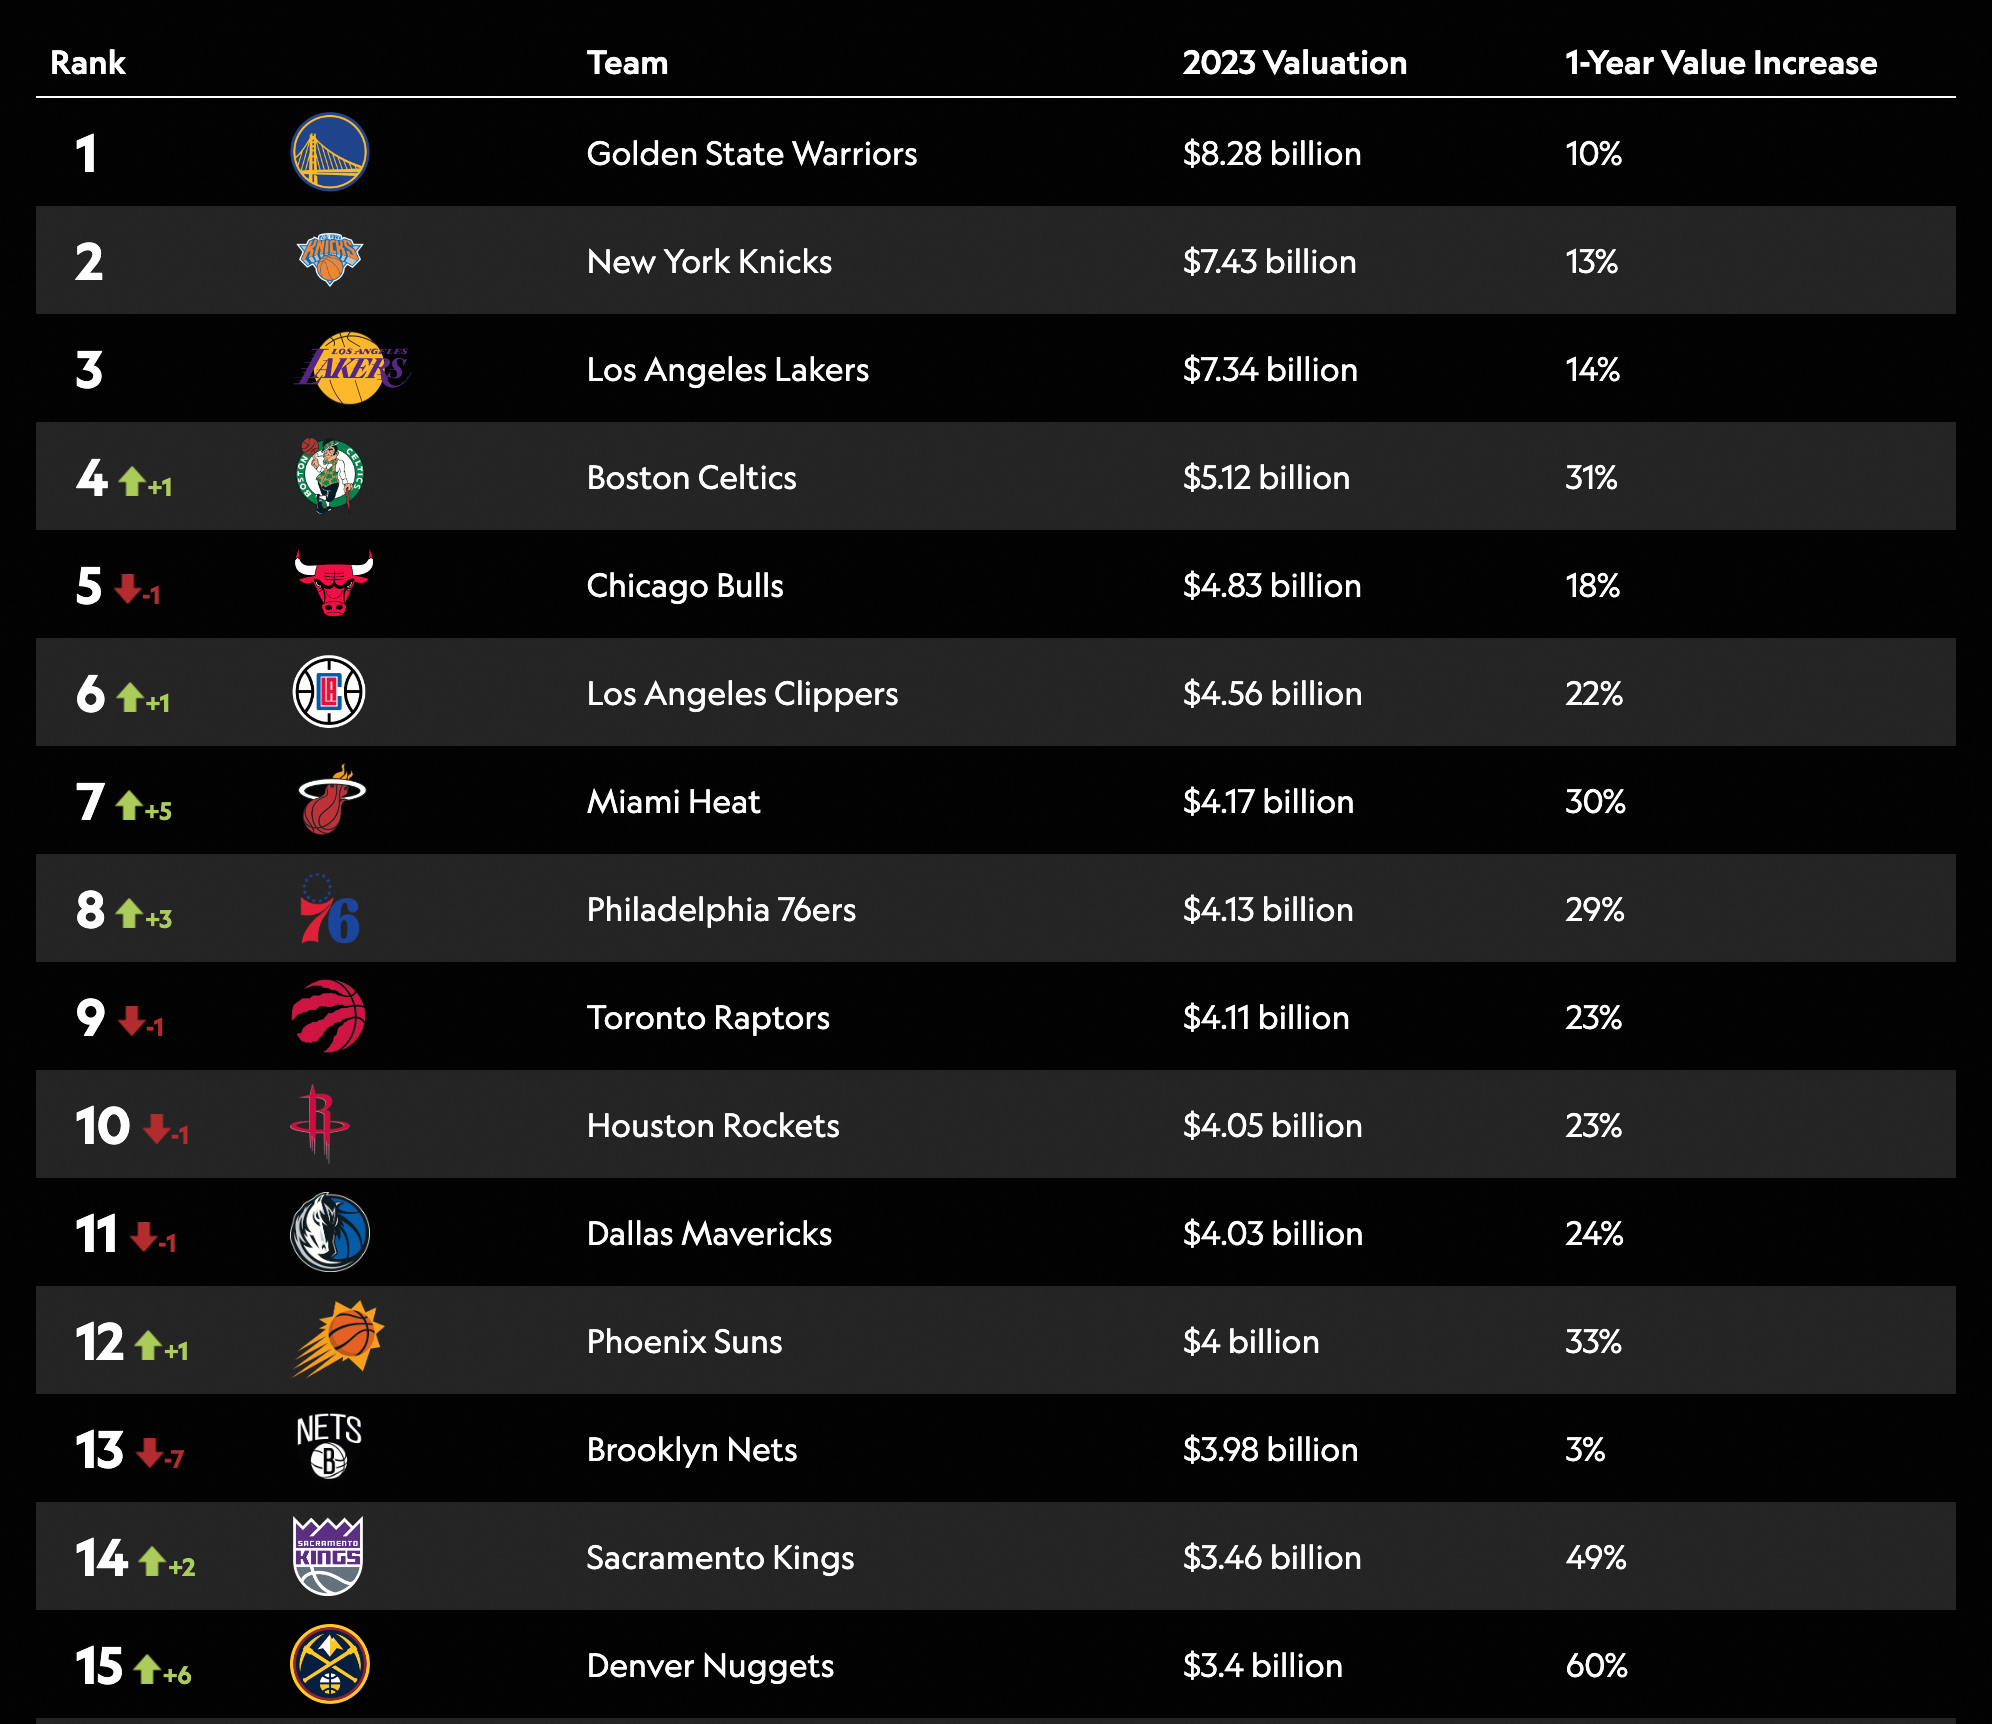 Rank Team 2023 Valuation 1-Year Value Increase
1 Golden State Warriors $8.28 billion 10%
2 NEW YORK KNICKS New York Knicks $7.43 billion 13%
3 LOS ANGELES LAKERS Los Angeles Lakers $7.34 billion 14%
4 +1 BOSTON CELTICS Boston Celtics $5.12 billion 31%
5 -1 Chicago Bulls $4.83 billion 18%
6 +1 LA C Los Angeles Clippers $4.56 billion 22%
7 +5 Miami Heat $4.17 billion 30%
8 +3 76 Philadelphia 76ers $4.13 billion 29%
9 -1 Toronto Raptors $4.11 billion 23%
10 -1 R Houston Rockets $4.05 billion 23%
11 -1 Dallas Mavericks $4.03 billion 24%
12 +1 Phoenix Suns $4 billion 33%
13 -7 NETS B Brooklyn Nets $3.98 billion 3%
14 +2 SACRAMENTO KINGS Sacramento Kings $3.46 billion 49%
15 +6 Denver Nuggets $3.4 billion 60%